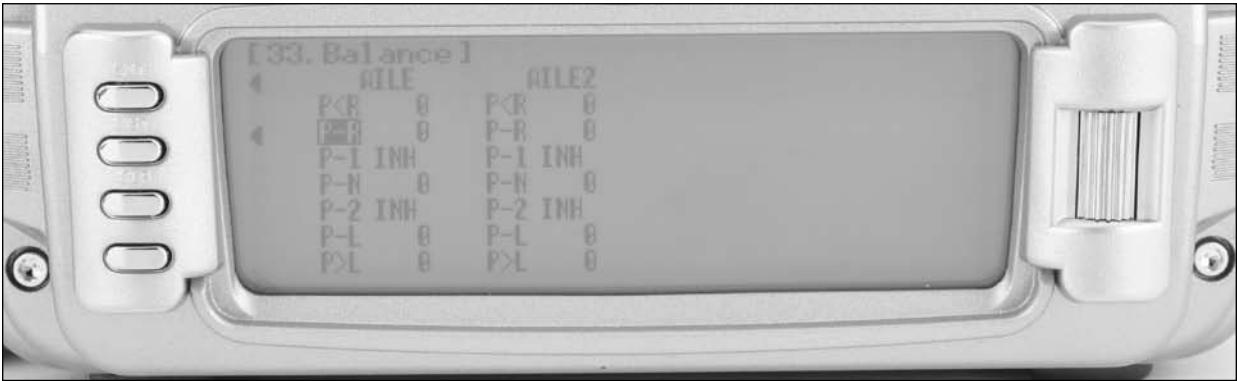 [33.Balance]
AILE AILE2
P<R 0 P<R 0
P-R 0 P-R 0
P-1 INH P-1 INH
P-N 0 P-N 0
P-2 INH P-2 INH
P-L 0 P-L 0
P>L 0 P>L 0